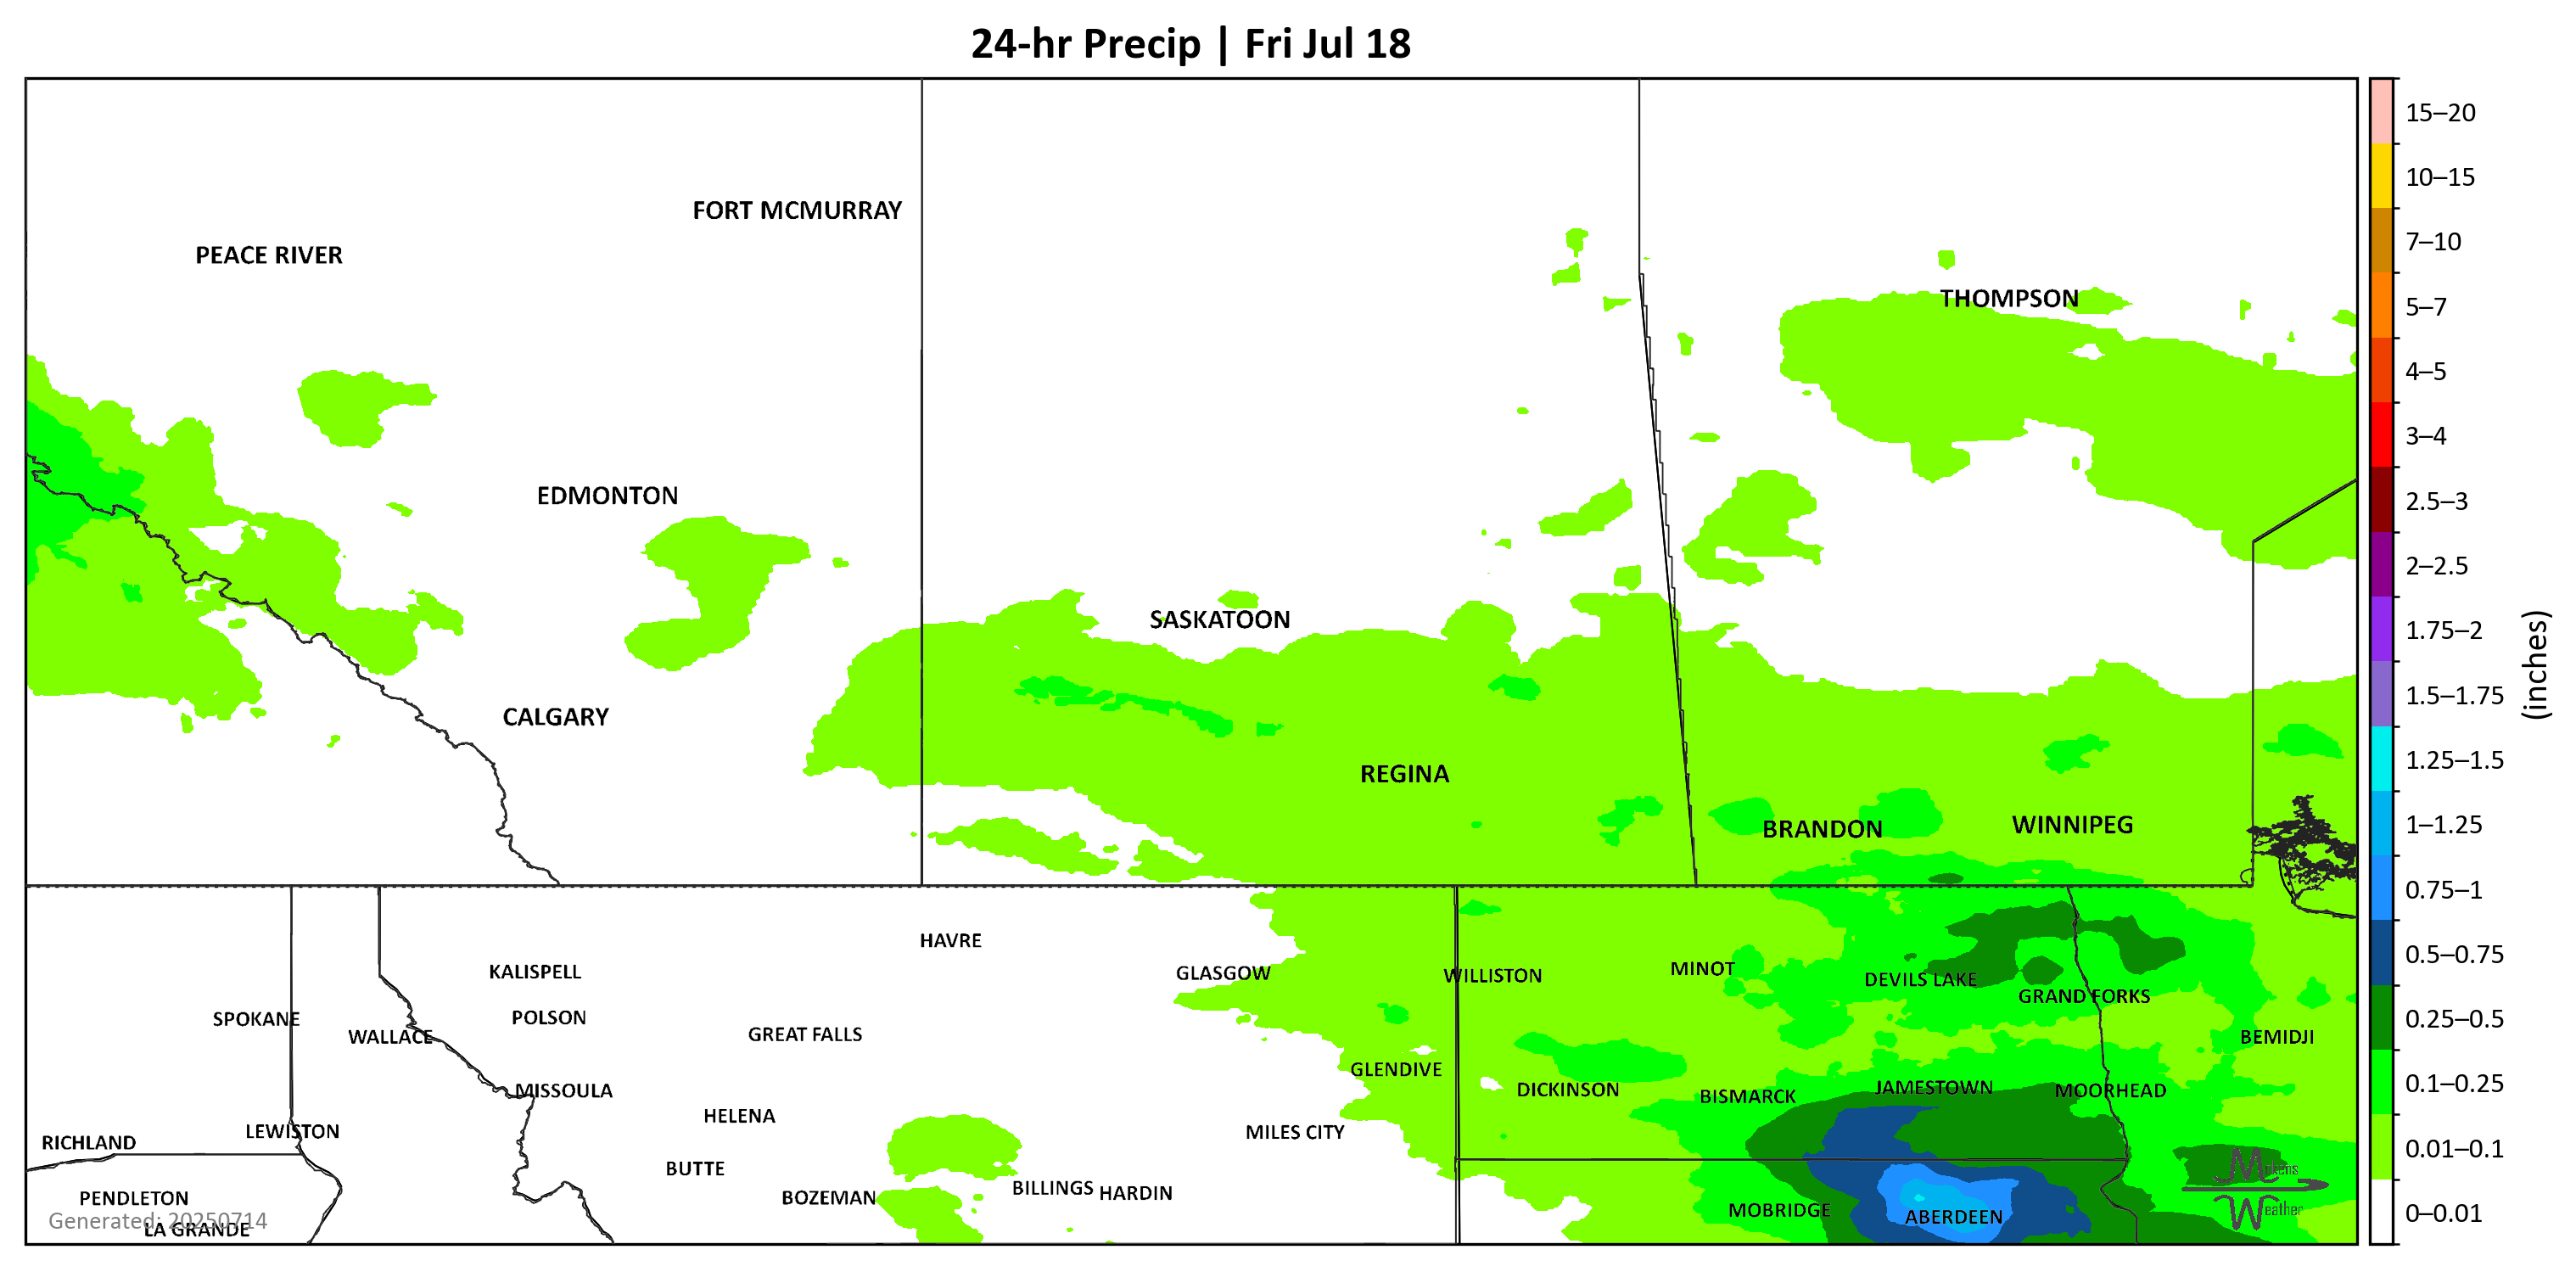 24-hr Precip | Fri Jul 18
15–20
10–15
7–10
5–7
4–5
3–4
2.5–3
2–2.5
1.75–2
1.5–1.75
1.25–1.5
1–1.25
0.75–1
0.5–0.75
0.25–0.5
0.1–0.25
0.01–0.1
0–0.01
(inches)
FORT MCMURRAY
PEACE RIVER
THOMPSON
EDMONTON
SASKATOON
CALGARY
REGINA
BRANDON
WINNIPEG
HAVRE
KALISPELL
GLASGOW
WILLISTON
MINOT
DEVILS LAKE
GRAND FORKS
SPOKANE
POLSON
WALLACE
GREAT FALLS
BEMIDJI
GLENDIVE
MISSOULA
DICKINSON
BISMARCK
JAMESTOWN
MOORHEAD
HELENA
LEWISTON
MILES CITY
RICHLAND
BUTTE
BILLINGS
HARDIN
BOZEMAN
PENDLETON
MOBRIDGE
ABERDEEN
Generated: 20250714
LA GRANDE
Weather